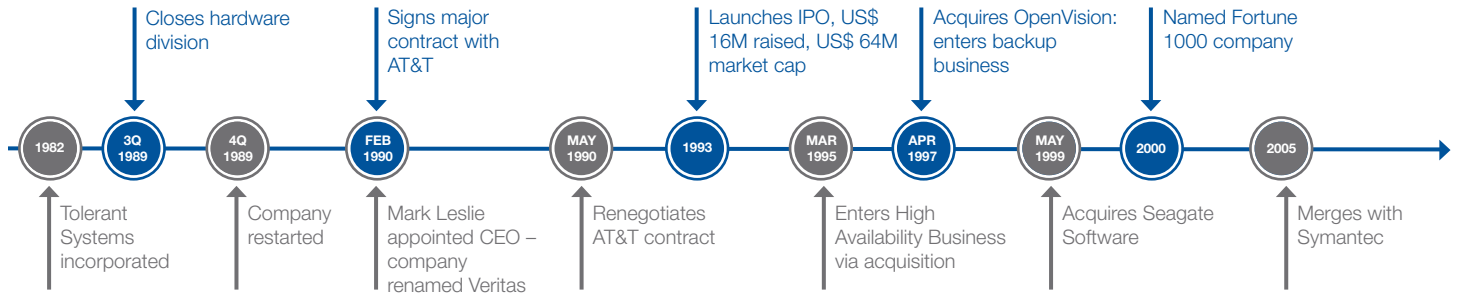 Closes hardware
division
Signs major
contract with
AT&T
Launches IPO, US$
16M raised, US$ 64M
market cap
Acquires OpenVision:
enters backup
business
Named Fortune
1000 company
1982
3Q
1989
4Q
1989
FEB
1990
MAY
1990
1993
MAR
1995
APR
1997
MAY
1999
2000
2005
Tolerant
Systems
incorporated
Company
restarted
Mark Leslie
appointed CEO –
company
renamed Veritas
Renegotiates
AT&T contract
Enters High
Availability Business
via acquisition
Acquires Seagate
Software
Merges with
Symantec